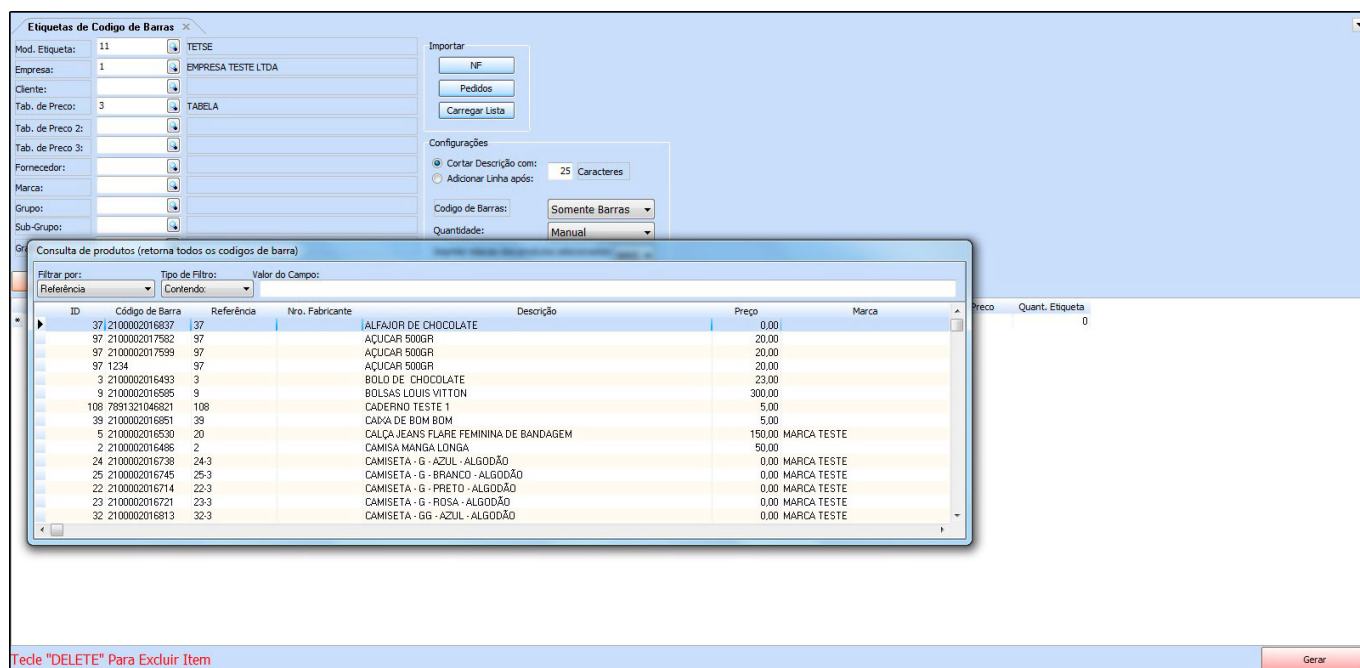 Etiquetas de Codigo de Barras
Mod. Etiqueta: 11 TETSE
Empresa: 1 EMPRESA TESTE LTDA
Cliente:
Tab. de Preco: 3 TABELA
Tab. de Preco 2:
Tab. de Preco 3:
Fornecedor:
Marca:
Grupo:
Sub-Grupo:
Importar
NF
Pedidos
Carregar Lista
Configurações
Cortar Descrição com:
Adicionar Linha após:
25 Caracteres
Codigo de Barras: Somente Barras
Quantidade: Manual
Consulta de produtos (retorna todos os codigos de barra)
Filtrar por: Tipo de Filtro: Valor do Campo:
Referência Contendo:
ID Código de Barra Referência Nro. Fabricante Descrição Preço Marca
37 2100002016837 37 ALFAJOR DE CHOCOLATE 0,00
97 2100002017582 97 AÇUCAR 500GR 20,00
97 2100002017599 97 AÇUCAR 500GR 20,00
97 1234 97 AÇUCAR 500GR 20,00
3 2100002016493 3 BOLO DE CHOCOLATE 23,00
9 2100002016585 9 BOLSAS LOUIS VITTON 300,00
108 7891321046821 108 CADERNO TESTE 1 5,00
39 2100002016851 39 CAIXA DE BOM BOM 5,00
5 2100002016530 20 CALÇA JEANS FLARE FEMININA DE BANDAGEM 150,00 MARCA TESTE
2 2100002016486 2 CAMISA MANGA LONGA 50,00
24 2100002016738 24-3 CAMISETA - G - AZUL - ALGODÃO 0,00 MARCA TESTE
25 2100002016745 25-3 CAMISETA - G - BRANCO - ALGODÃO 0,00 MARCA TESTE
22 2100002016714 22-3 CAMISETA - G - PRETO - ALGODÃO 0,00 MARCA TESTE
23 2100002016721 23-3 CAMISETA - G - ROSA - ALGODÃO 0,00 MARCA TESTE
32 2100002016813 32-3 CAMISETA - GG - AZUL - ALGODÃO 0,00 MARCA TESTE
Preco Quant. Etiqueta
* 0
Tecle "DELETE" Para Excluir Item
Gerar